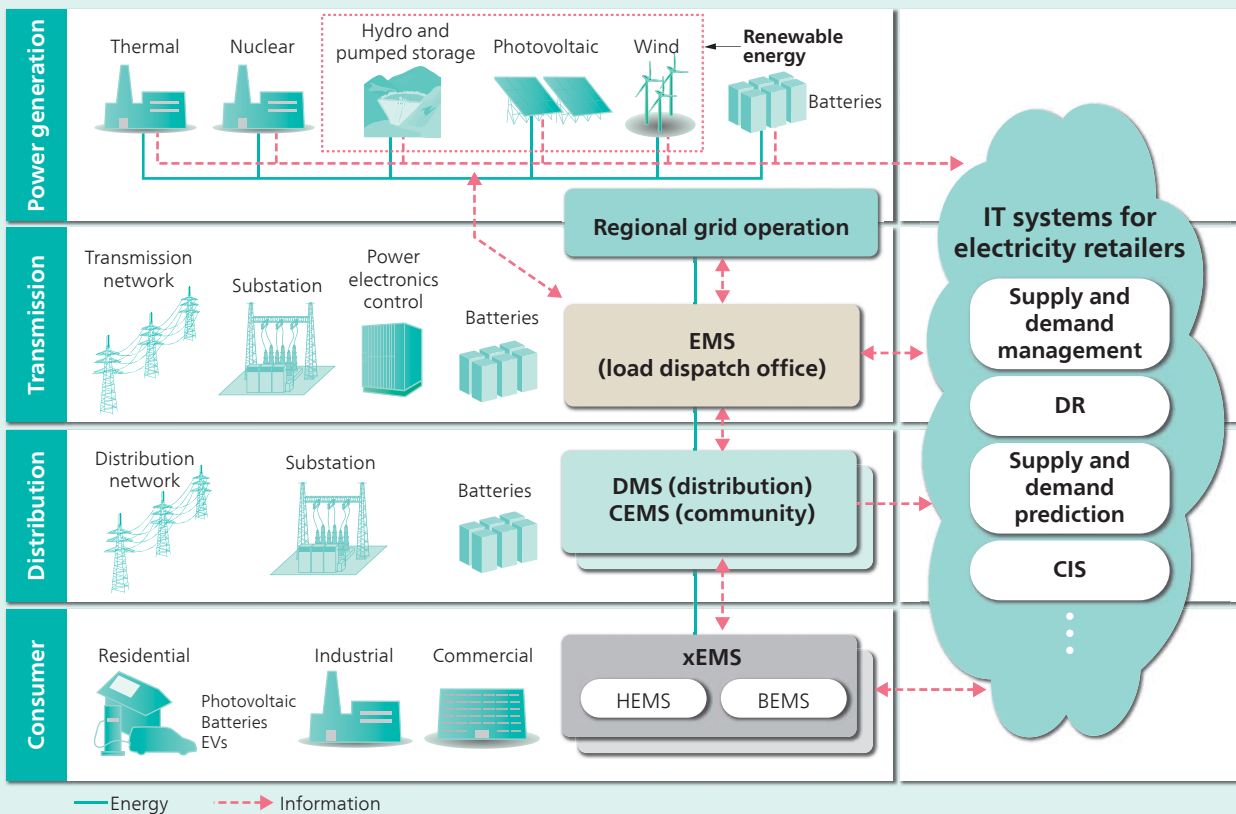 Power generation
Thermal
Nuclear
Hydro and
pumped storage
Photovoltaic
Wind
Renewable
energy
Batteries
Transmission
Transmission
network
Substation
Power
electronics
control
Batteries
Regional grid operation
EMS
(load dispatch office)
Distribution
Distribution
network
Substation
Batteries
DMS (distribution)
CEMS (community)
Consumer
Residential
Photovoltaic
Batteries
EVs
Industrial
Commercial
xEMS
HEMS
BEMS
IT systems for
electricity retailers
Supply and
demand
management
DR
Supply and
demand
prediction
CIS
Energy
Information